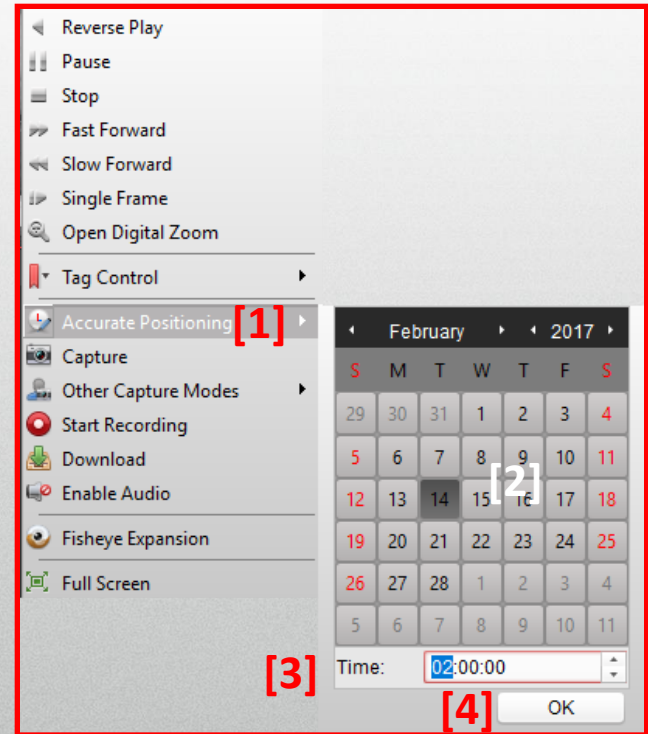 Reverse Play
Pause
Stop
Fast Forward
Slow Forward
Single Frame
Open Digital Zoom
Tag Control
Accurate Positioning [1]
Capture
Other Capture Modes
Start Recording
Download
Enable Audio
Fisheye Expansion
Full Screen
February 2017
S M T W T F S
29 30 31 1 2 3 4
5 6 7 8 9 10 11
[2]
12 13 14 15 16 17 18
19 20 21 22 23 24 25
26 27 28 1 2 3 4
5 6 7 8 9 10 11
[3] Time: 02:00:00
[4] OK